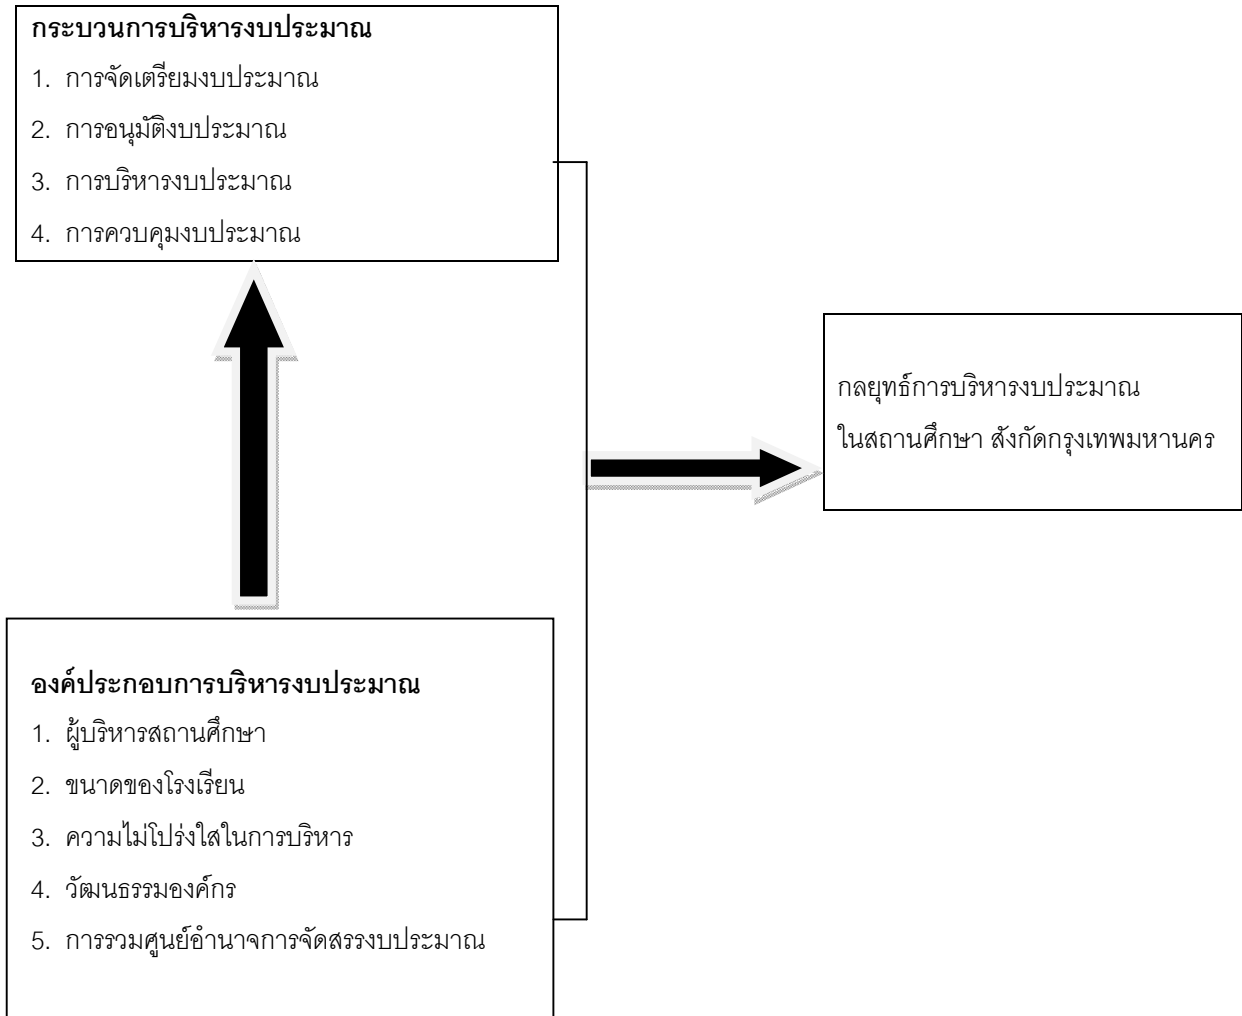 กระบวนการบริหารงบประมาณ
1. การจัดเตรียมงบประมาณ
2. การอนุมัติงบประมาณ
3. การบริหารงบประมาณ
4. การควบคุมงบประมาณ
กลยุทธ์การบริหารงบประมาณ
ในสถานศึกษา สังกัดกรุงเทพมหานคร
องค์ประกอบการบริหารงบประมาณ
1. ผู้บริหารสถานศึกษา
2. ขนาดของโรงเรียน
3. ความไม่โปร่งใสในการบริหาร
4. วัฒนธรรมองค์กร
5. การรวมศูนย์อำนาจการจัดสรรงบประมาณ